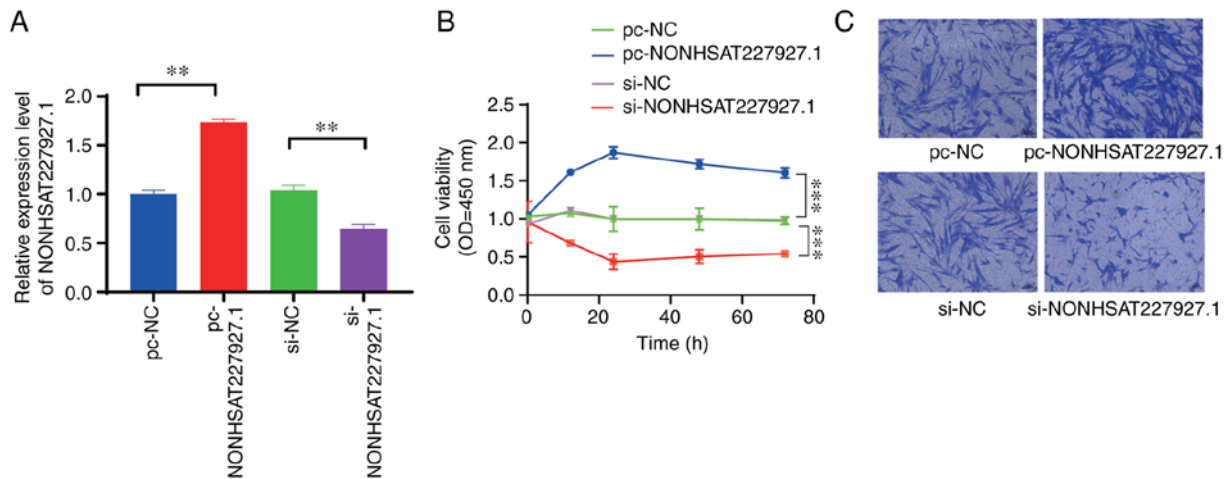 A
Relative expression level
of NONHSAT227927.1
2.0
1.5
1.0
0.5
0.0
**
**
pc-NC
pc-
NONHSAT227927.1
si-NC
si-
NONHSAT227927.1
B
pc-NC
pc-NONHSAT227927.1
si-NC
si-NONHSAT227927.1
Cell viability
(OD=450 nm)
2.5
2.0
1.5
1.0
0.5
0.0
***
***
0
20
40
60
80
Time (h)
C
pc-NC
pc-NONHSAT227927.1
si-NC
si-NONHSAT227927.1